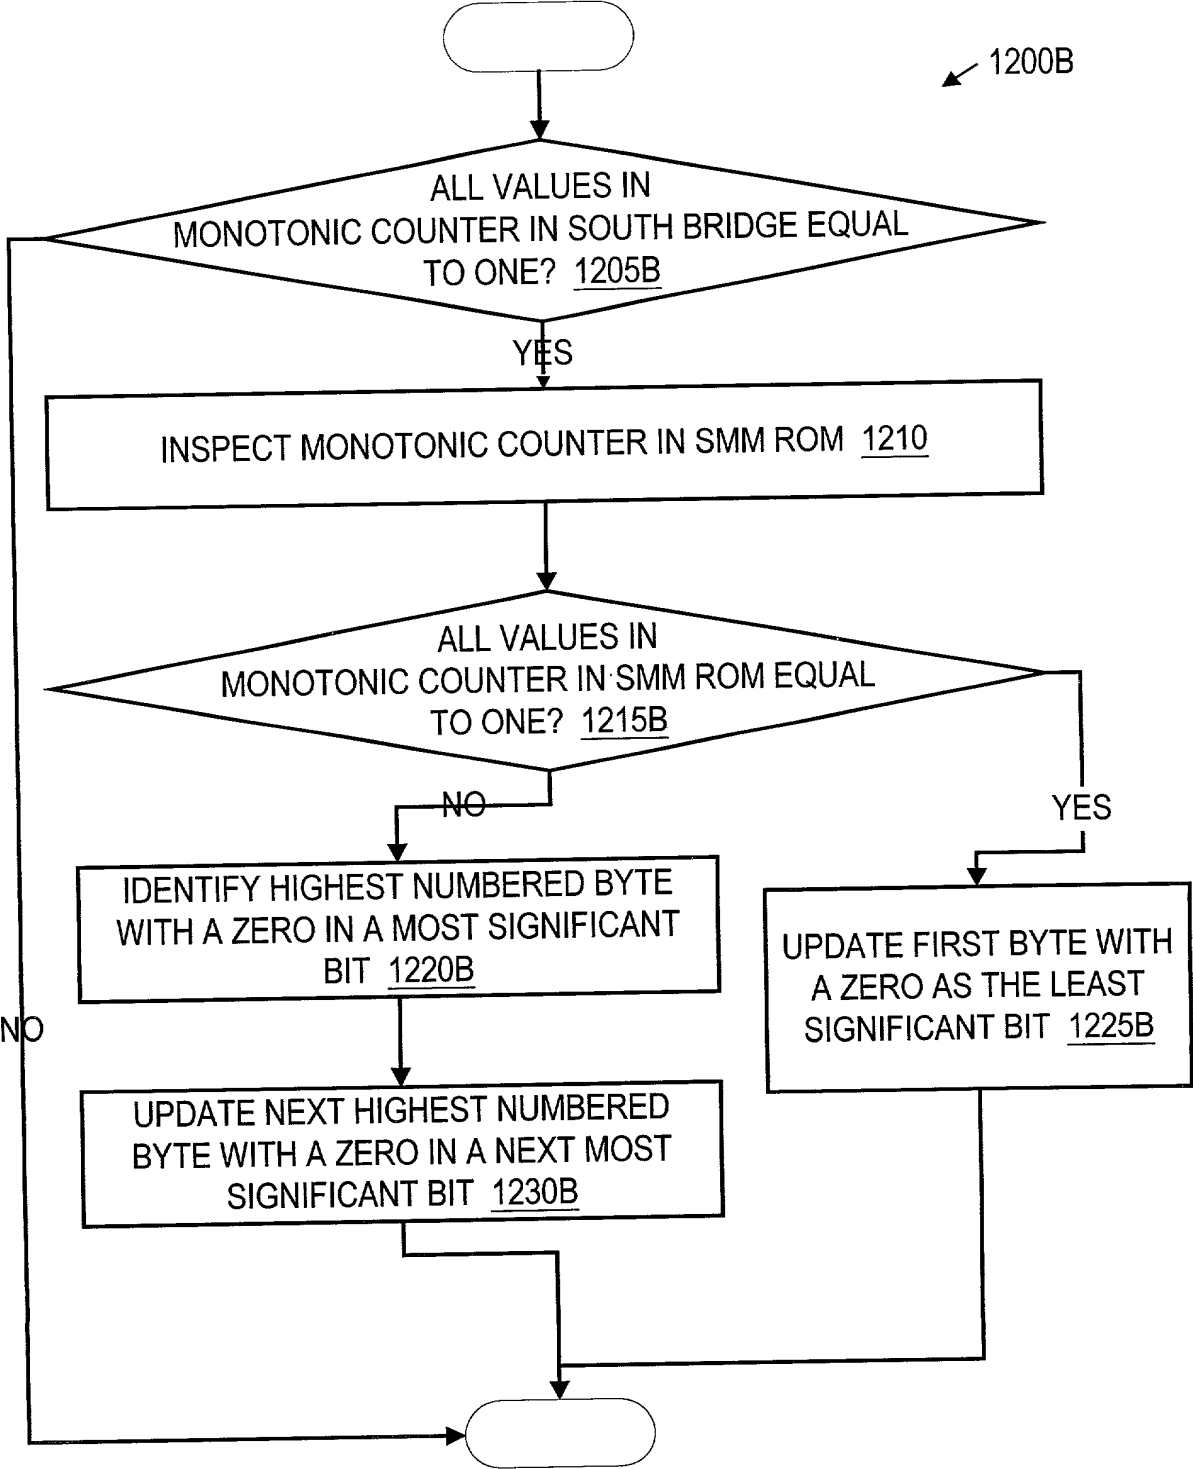 1200B
ALL VALUES IN
MONOTONIC COUNTER IN SOUTH BRIDGE EQUAL
TO ONE? 1205B
YES
INSPECT MONOTONIC COUNTER IN SMM ROM 1210
ALL VALUES IN
MONOTONIC COUNTER IN SMM ROM EQUAL
TO ONE? 1215B
NO
YES
IDENTIFY HIGHEST NUMBERED BYTE
WITH A ZERO IN A MOST SIGNIFICANT
BIT 1220B
UPDATE FIRST BYTE WITH
A ZERO AS THE LEAST
SIGNIFICANT BIT 1225B
NO
UPDATE NEXT HIGHEST NUMBERED
BYTE WITH A ZERO IN A NEXT MOST
SIGNIFICANT BIT 1230B